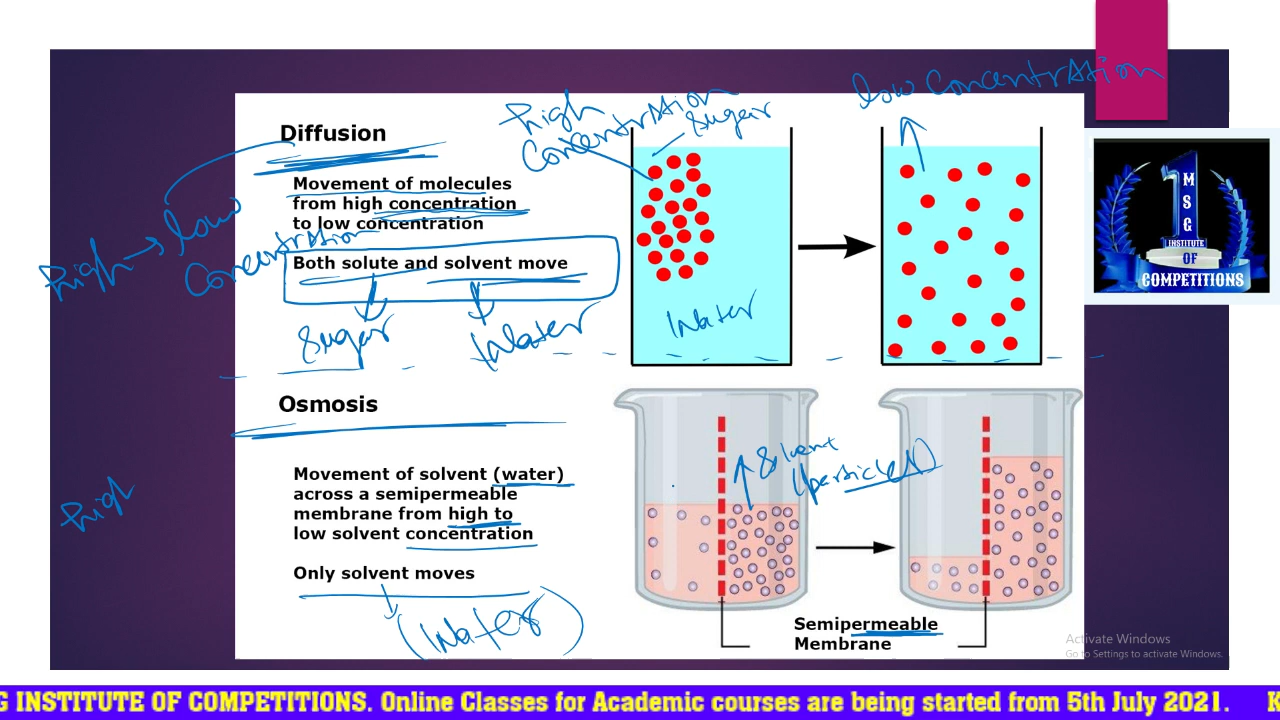 low Concentration
high
Concentration
Sugar
Diffusion
Movement of molecules
from high concentration
to low concentration
high → low
Concentration
Both solute and solvent move
Sugar
Water
Water
M
S
G
INSTITUTE
OF
COMPETITIONS
Osmosis
Solvent
(particles)
Movement of solvent (water)
across a semipermeable
membrane from high to
low solvent concentration
high
Only solvent moves
(Water)
Semipermeable
Membrane
Activate Windows
Go to Settings to activate Windows.
G INSTITUTE OF COMPETITIONS. Online Classes for Academic courses are being started from 5th July 2021. K